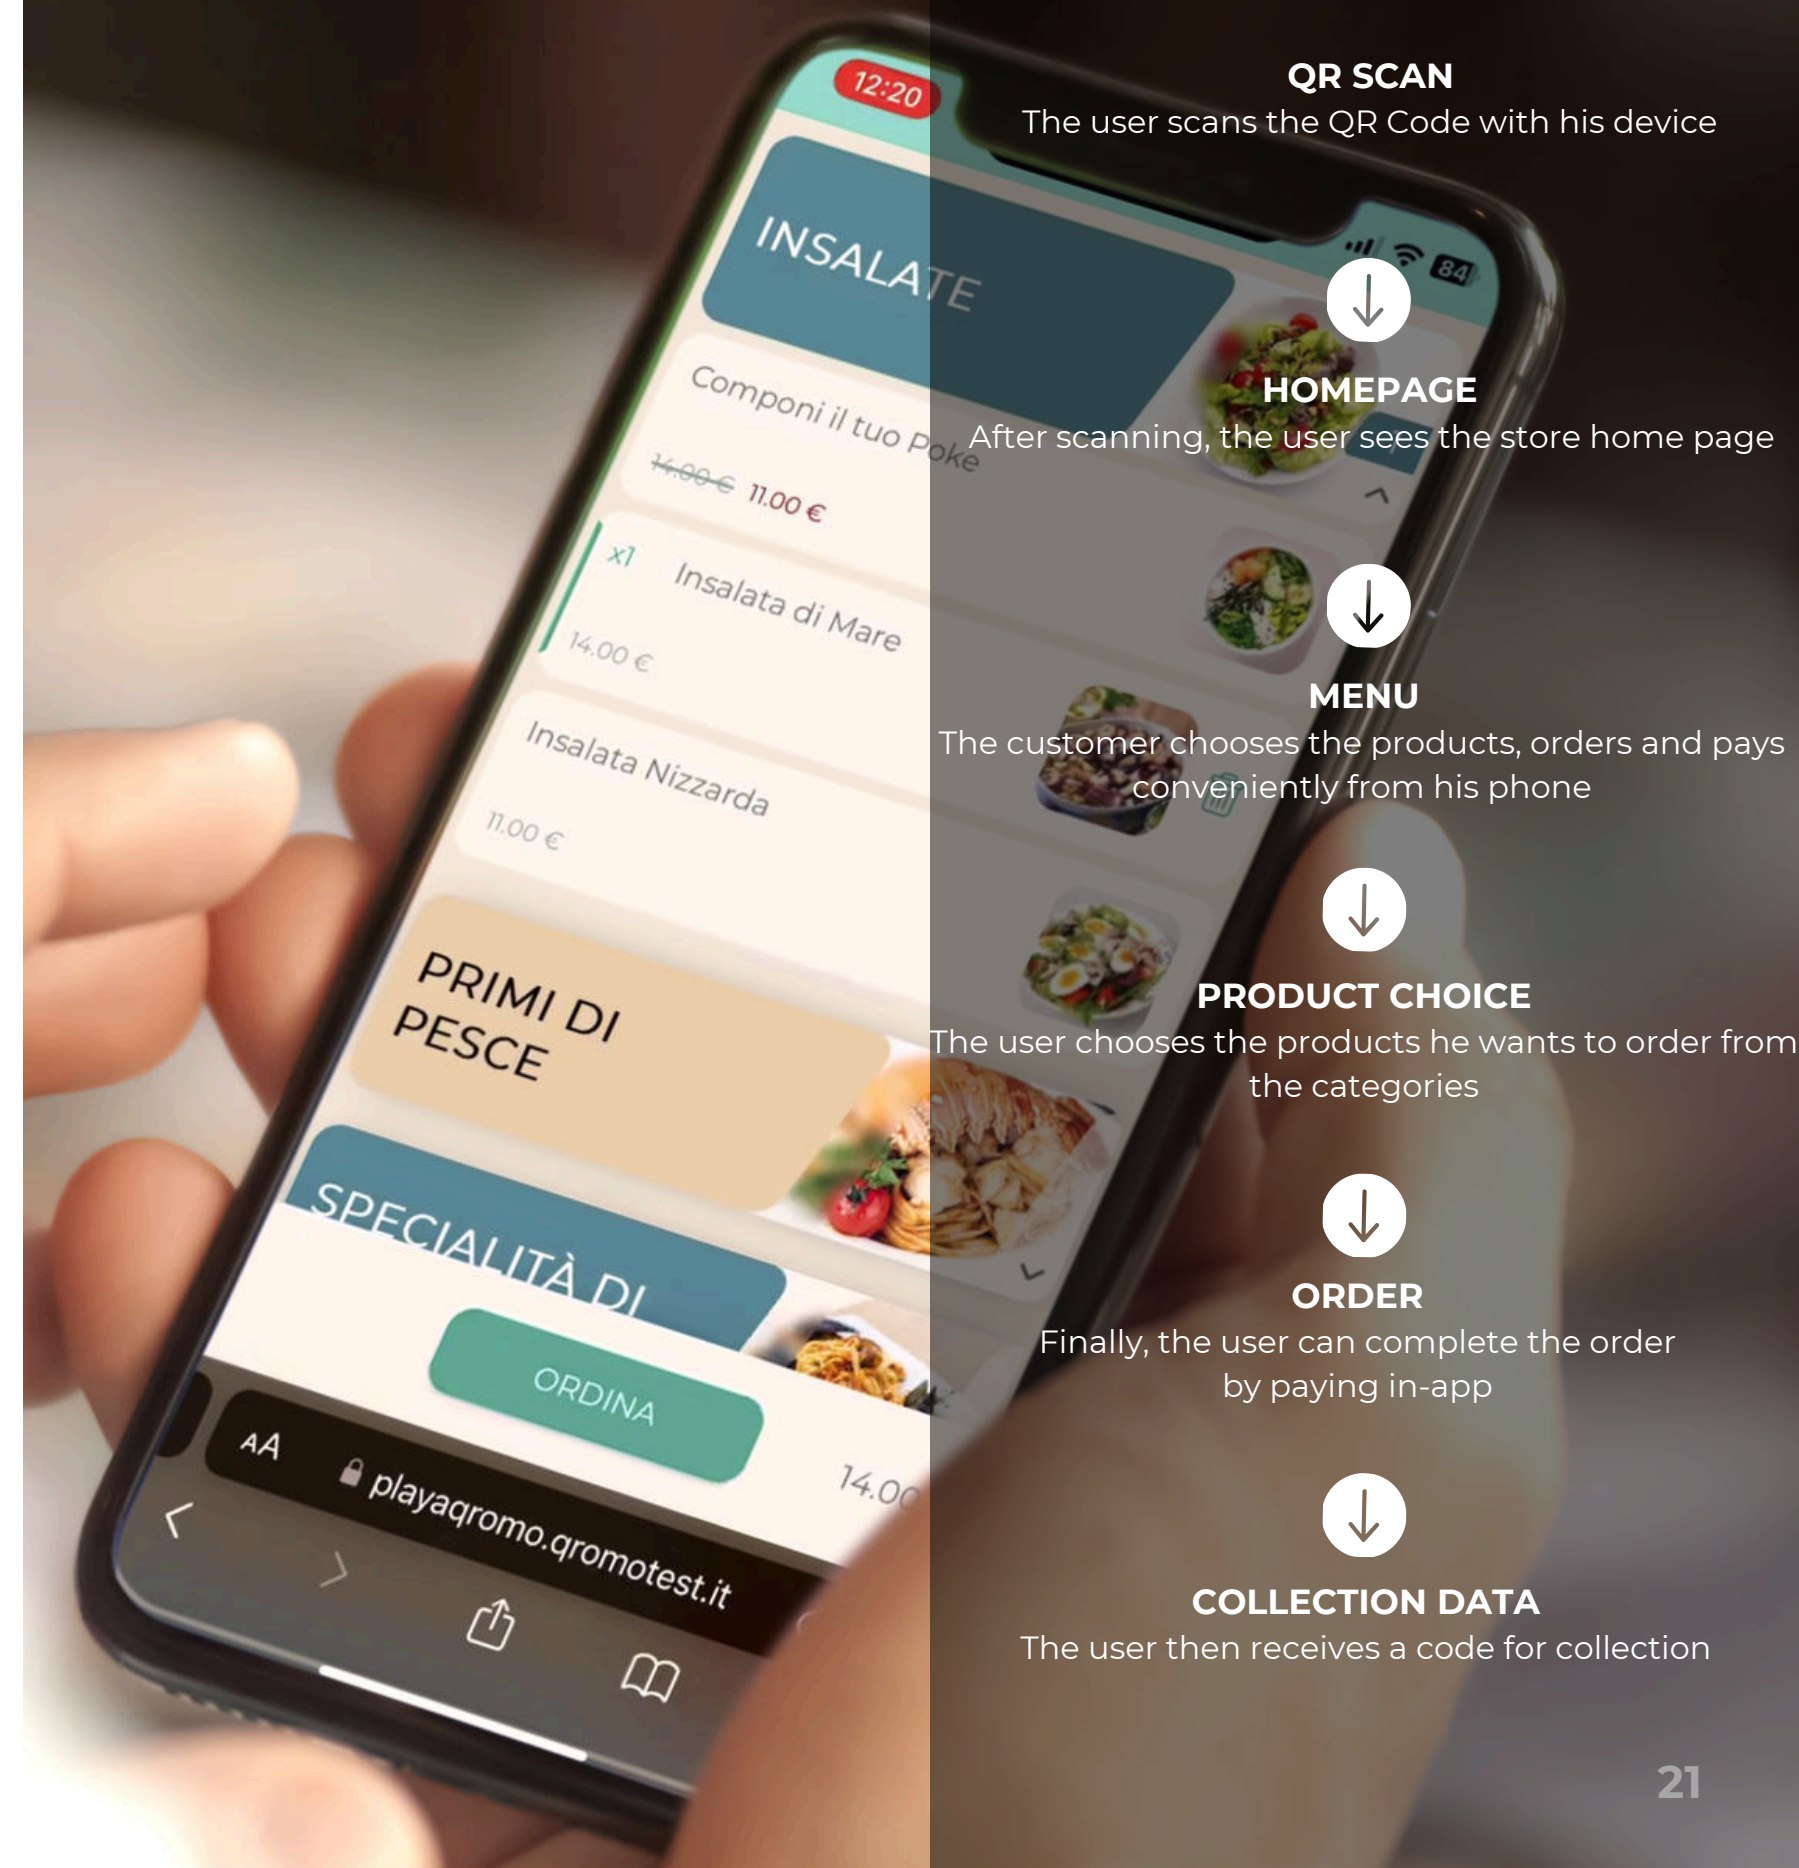 12:20
84
INSALATE
Componi il tuo Poke
14.00 € 11.00 €
x1 Insalata di Mare
14.00 €
Insalata Nizzarda
11.00 €
PRIMI DI
PESCE
SPECIALITÀ DI
ORDINA
14.00
AA playaqromo.qromotest.it
QR SCAN
The user scans the QR Code with his device
HOMEPAGE
After scanning, the user sees the store home page
MENU
The customer chooses the products, orders and pays
conveniently from his phone
PRODUCT CHOICE
The user chooses the products he wants to order from
the categories
ORDER
Finally, the user can complete the order
by paying in-app
COLLECTION DATA
The user then receives a code for collection
21